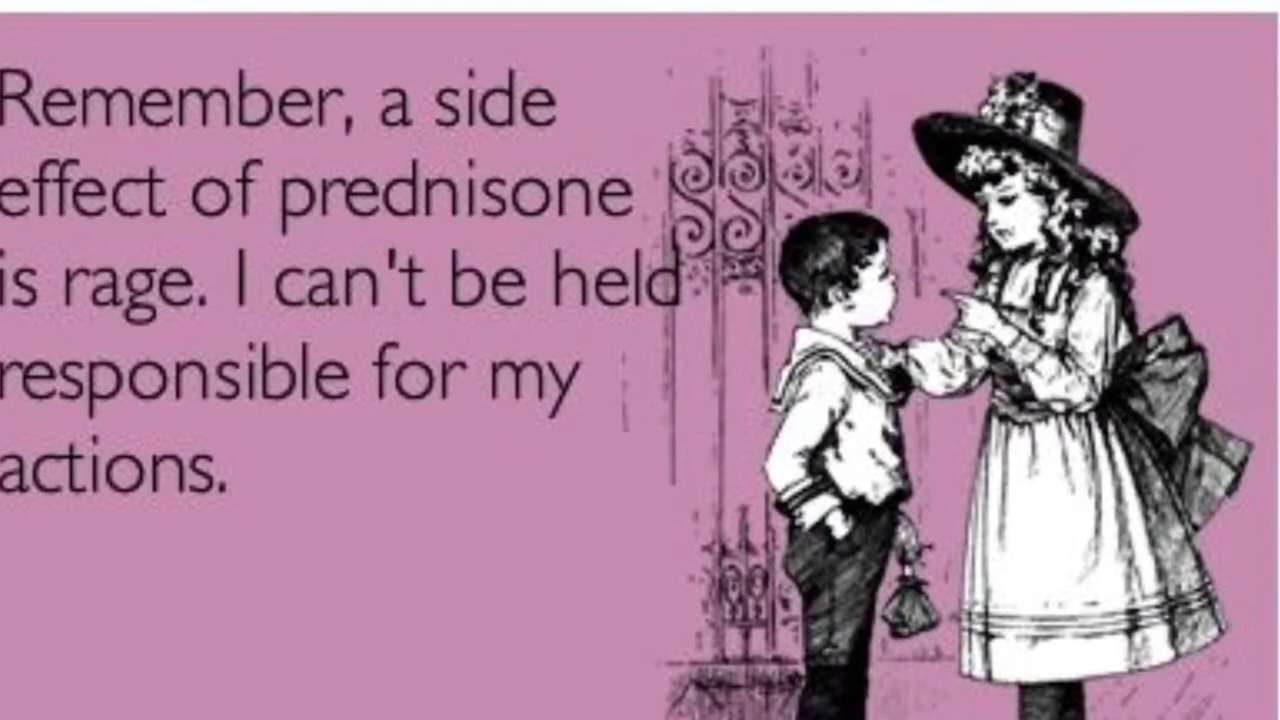 Remember, a side
effect of prednisone
is rage. I can't be held
responsible for my
actions.